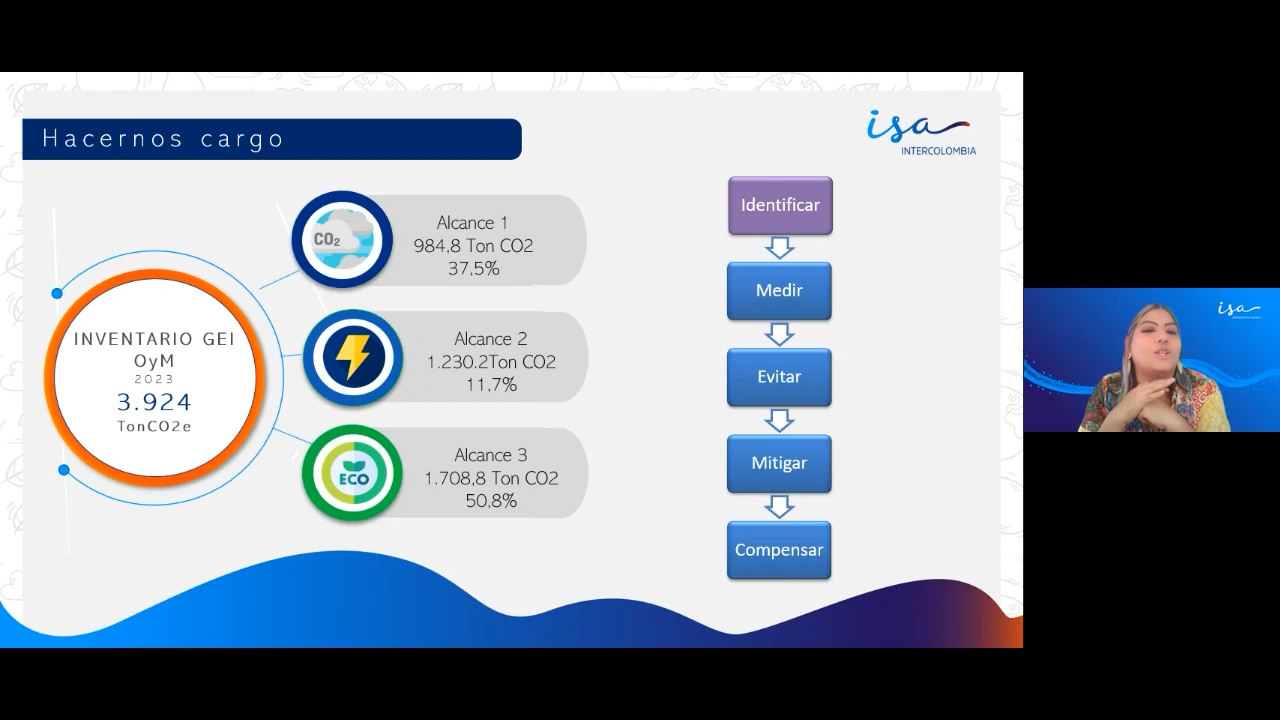 Hacernos cargo
isa
INTERCOLOMBIA
INVENTARIO GEI
OyM
2023
3.924
TonCO2e
CO₂
Alcance 1
984,8 Ton CO2
37.5%
Alcance 2
1.230.2Ton CO2
11.7%
ECO
Alcance 3
1.708,8 Ton CO2
50,8%
Identificar
Medir
Evitar
Mitigar
Compensar
isa